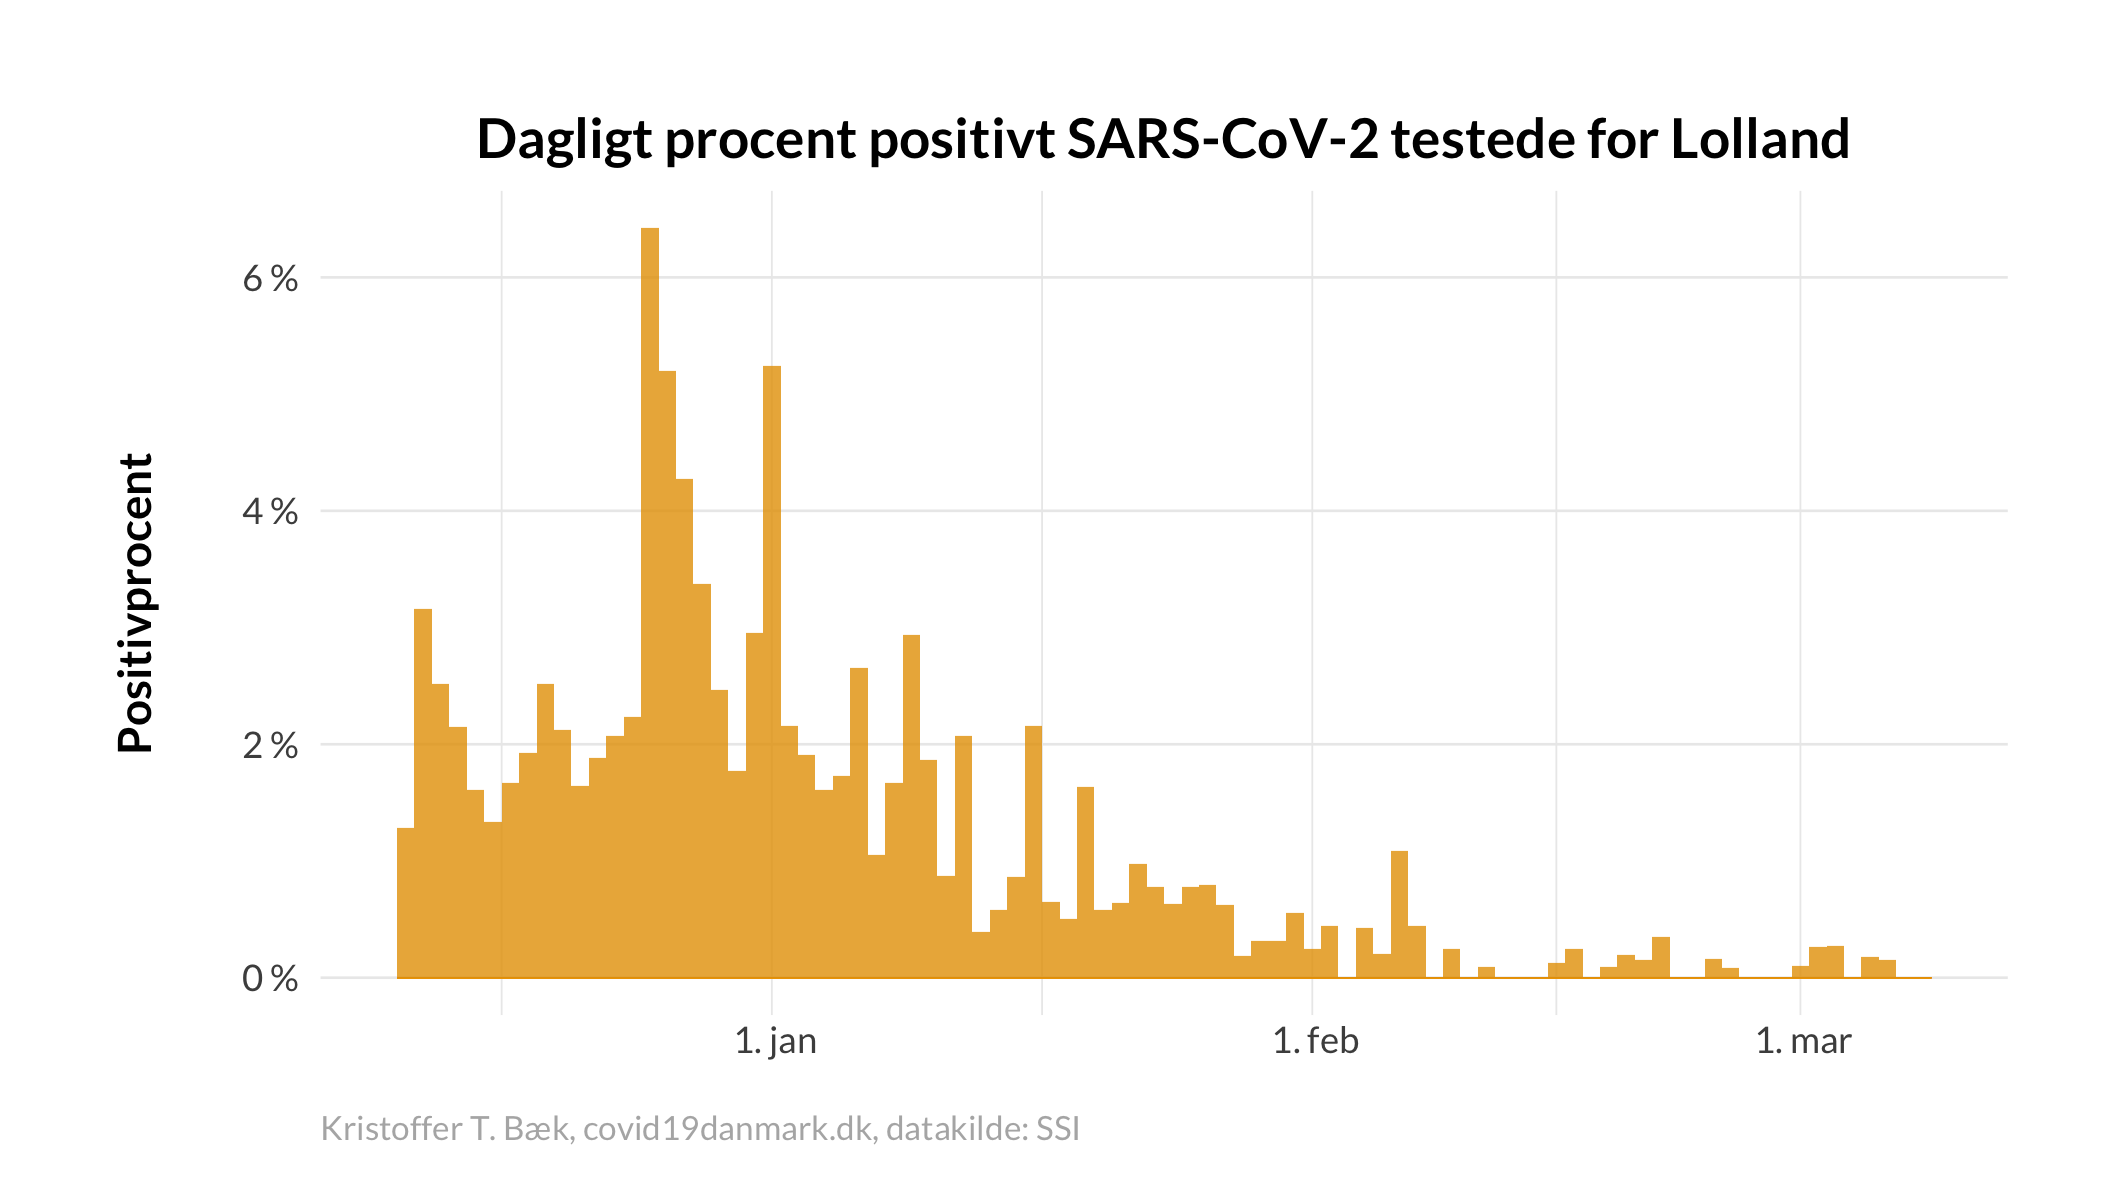 Dagligt procent positivt SARS-CoV-2 testede for Lolland
Positivprocent
6 %
4 %
2 %
0 %
1. jan
1. feb
1. mar
Kristoffer T. Bæk, covid19danmark.dk, datakilde: SSI